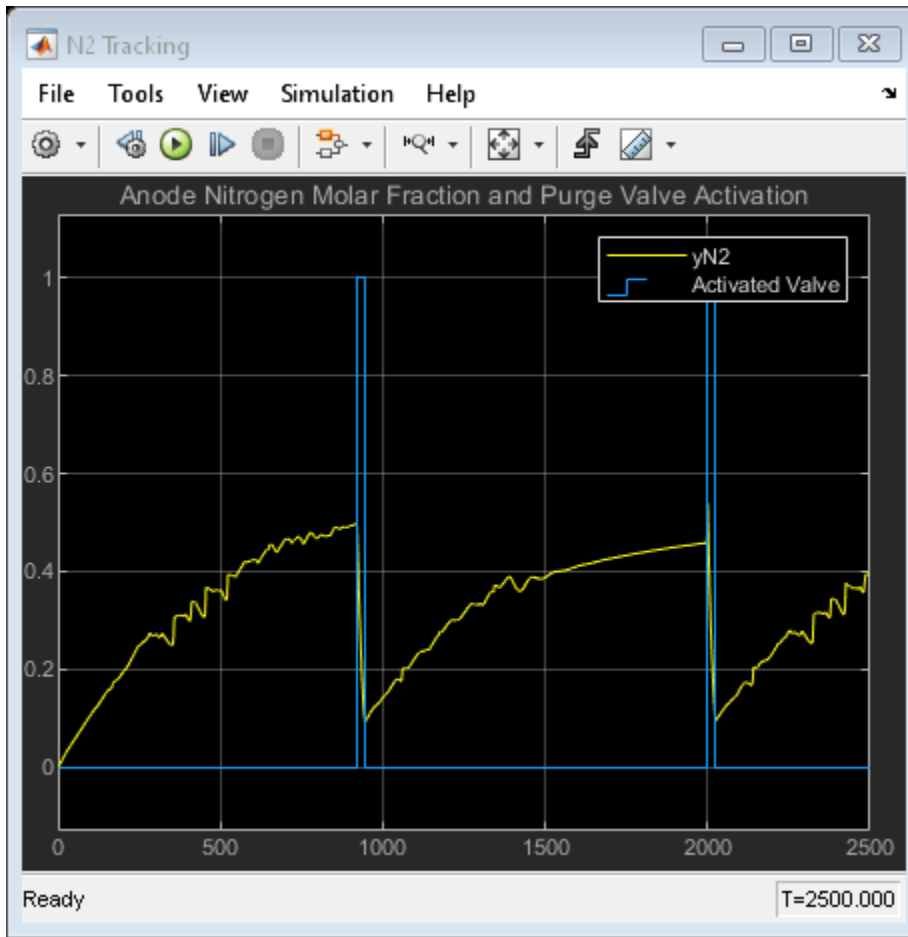 N2 Tracking
File Tools View Simulation Help
Anode Nitrogen Molar Fraction and Purge Valve Activation
yN2
Activated Valve
1
0.8
0.6
0.4
0.2
0
0 500 1000 1500 2000 2500
Ready T=2500.000